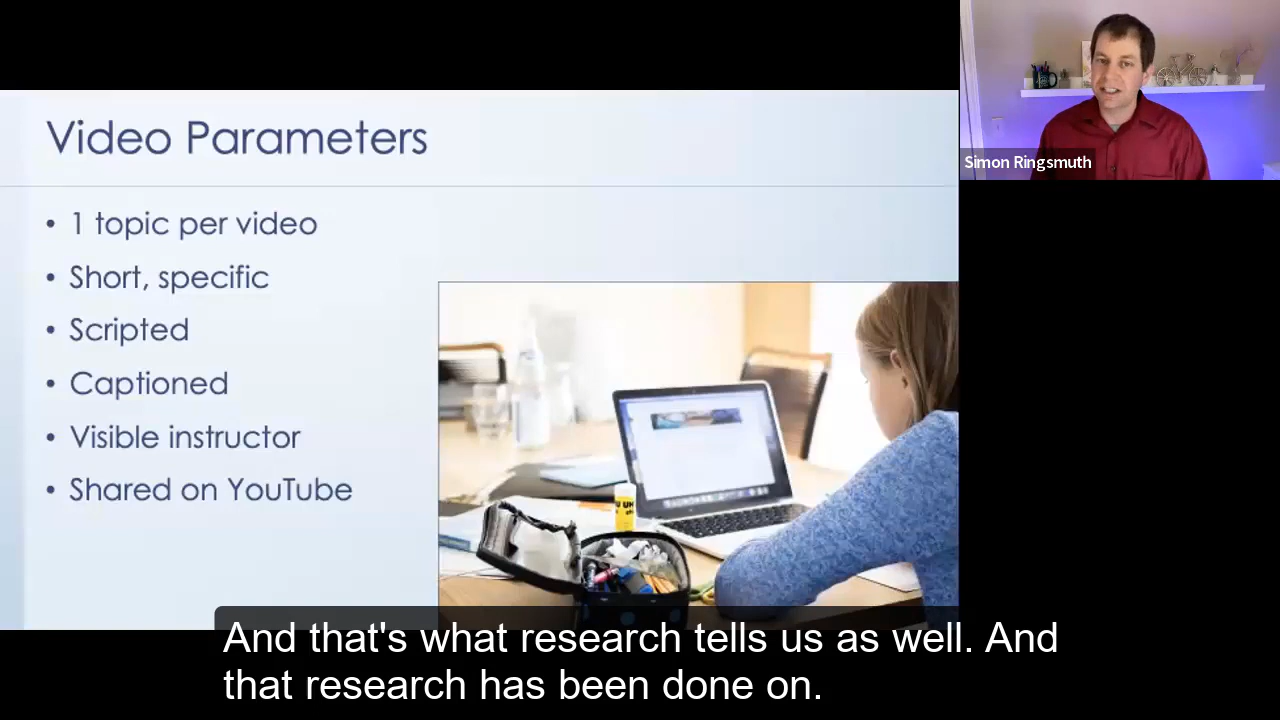 Video Parameters
• 1 topic per video
• Short, specific
• Scripted
• Captioned
• Visible instructor
• Shared on YouTube
Simon Ringsmuth
And that's what research tells us as well. And
that research has been done on.